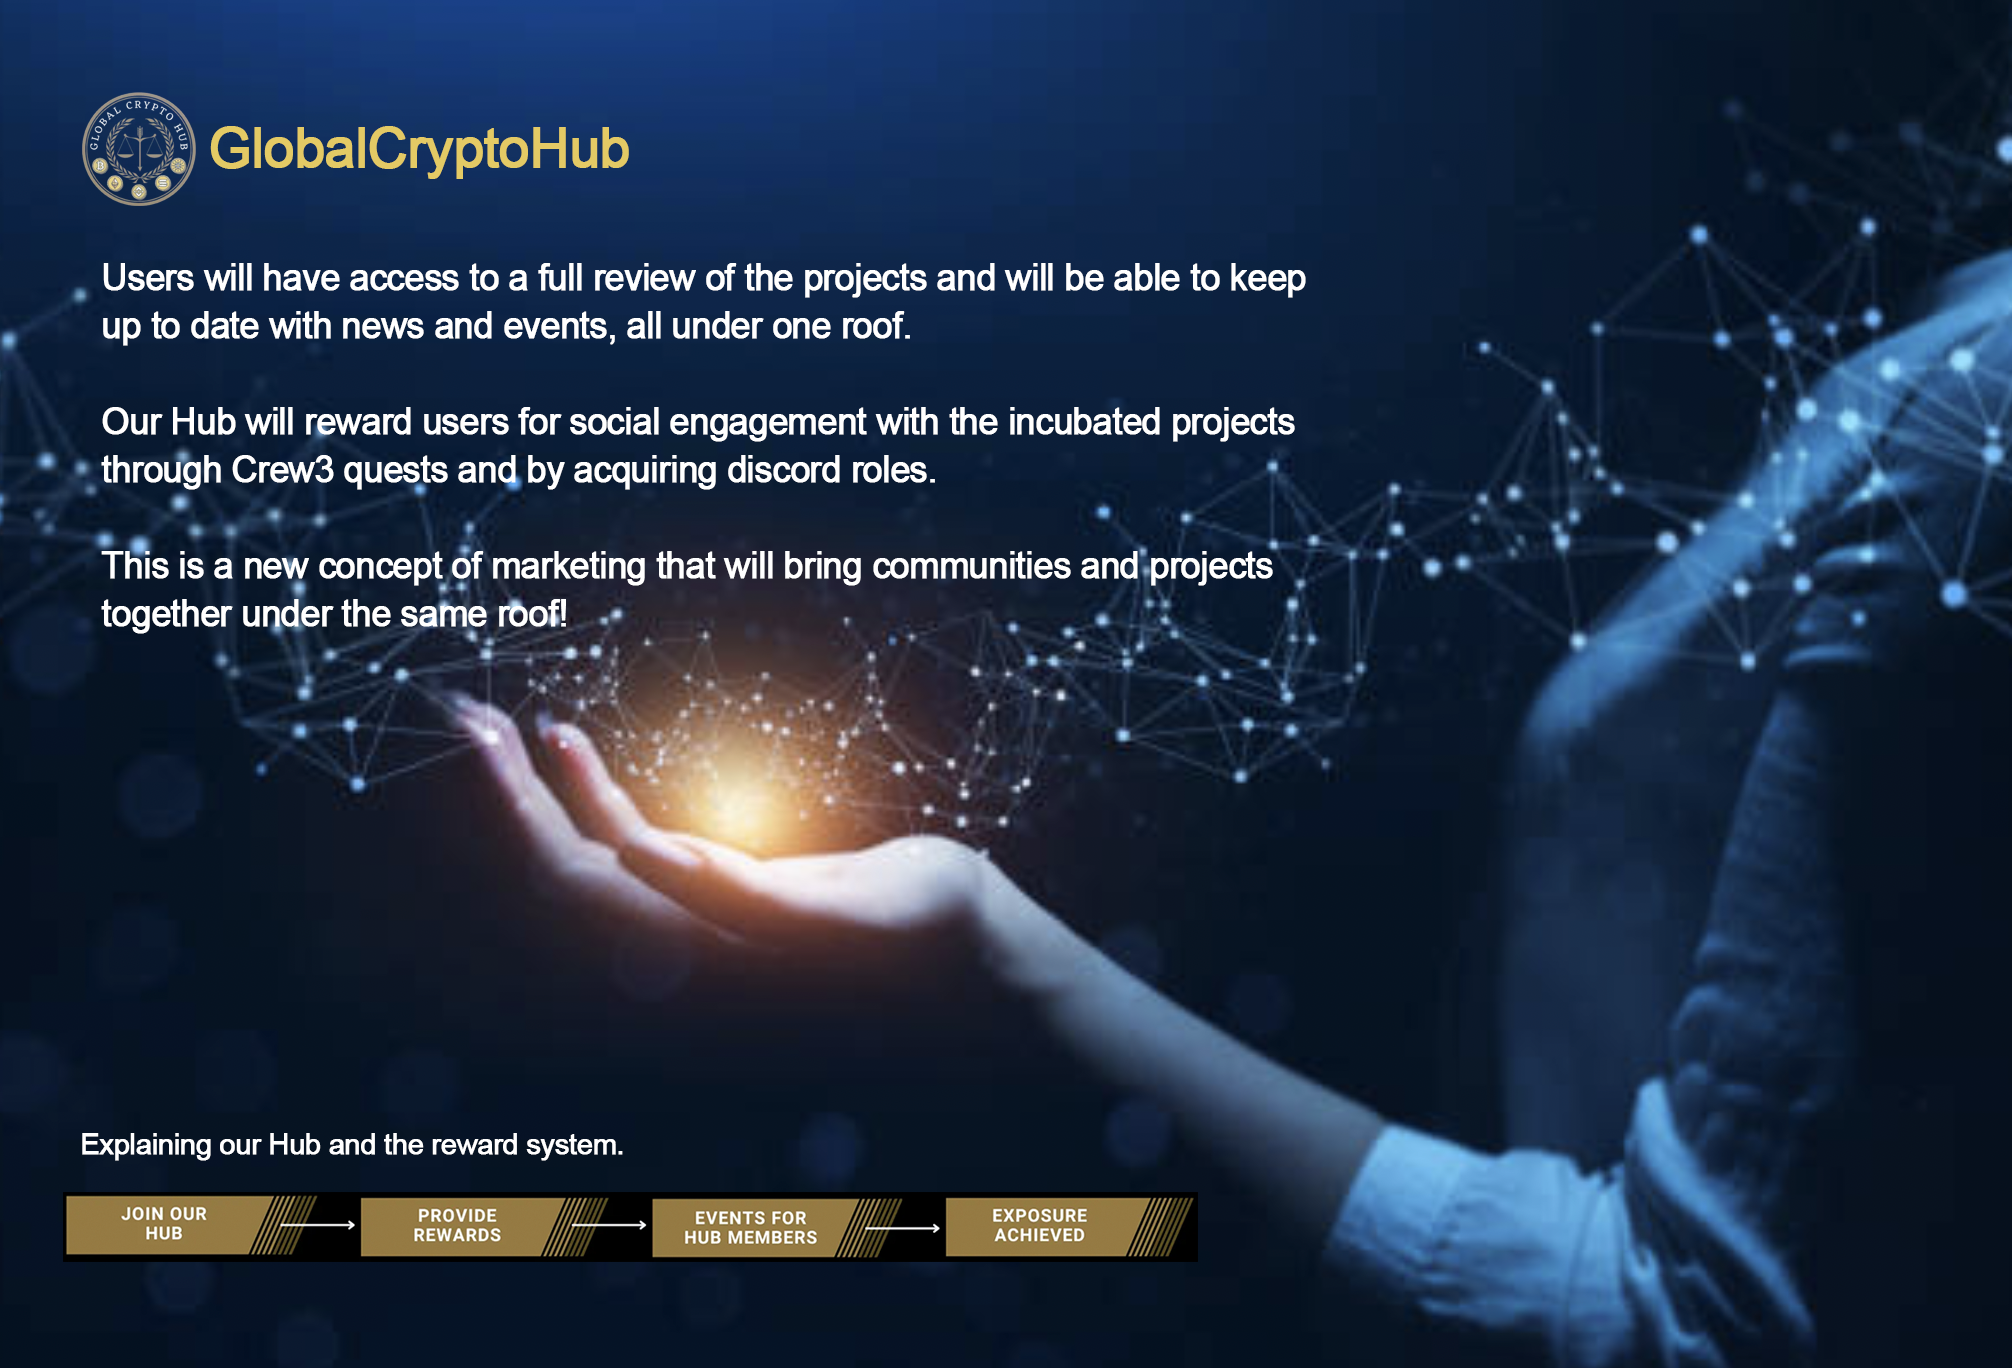 GLOBAL CRYPTO HUB
GlobalCryptoHub
Users will have access to a full review of the projects and will be able to keep
up to date with news and events, all under one roof.
Our Hub will reward users for social engagement with the incubated projects
through Crew3 quests and by acquiring discord roles.
This is a new concept of marketing that will bring communities and projects
together under the same roof!
Explaining our Hub and the reward system.
JOIN OUR
HUB
PROVIDE
REWARDS
EVENTS FOR
HUB MEMBERS
EXPOSURE
ACHIEVED